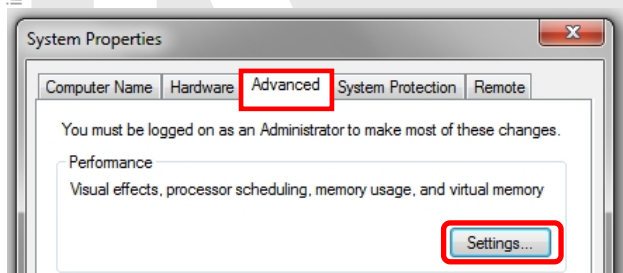 System Properties
Computer Name Hardware Advanced System Protection Remote
You must be logged on as an Administrator to make most of these changes.
Performance
Visual effects, processor scheduling, memory usage, and virtual memory
Settings...